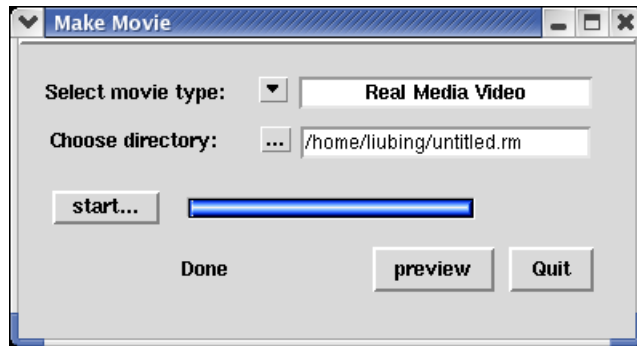 Make Movie
Select movie type: Real Media Video
Choose directory: ... /home/liubing/untitled.rm
start...
Done preview Quit